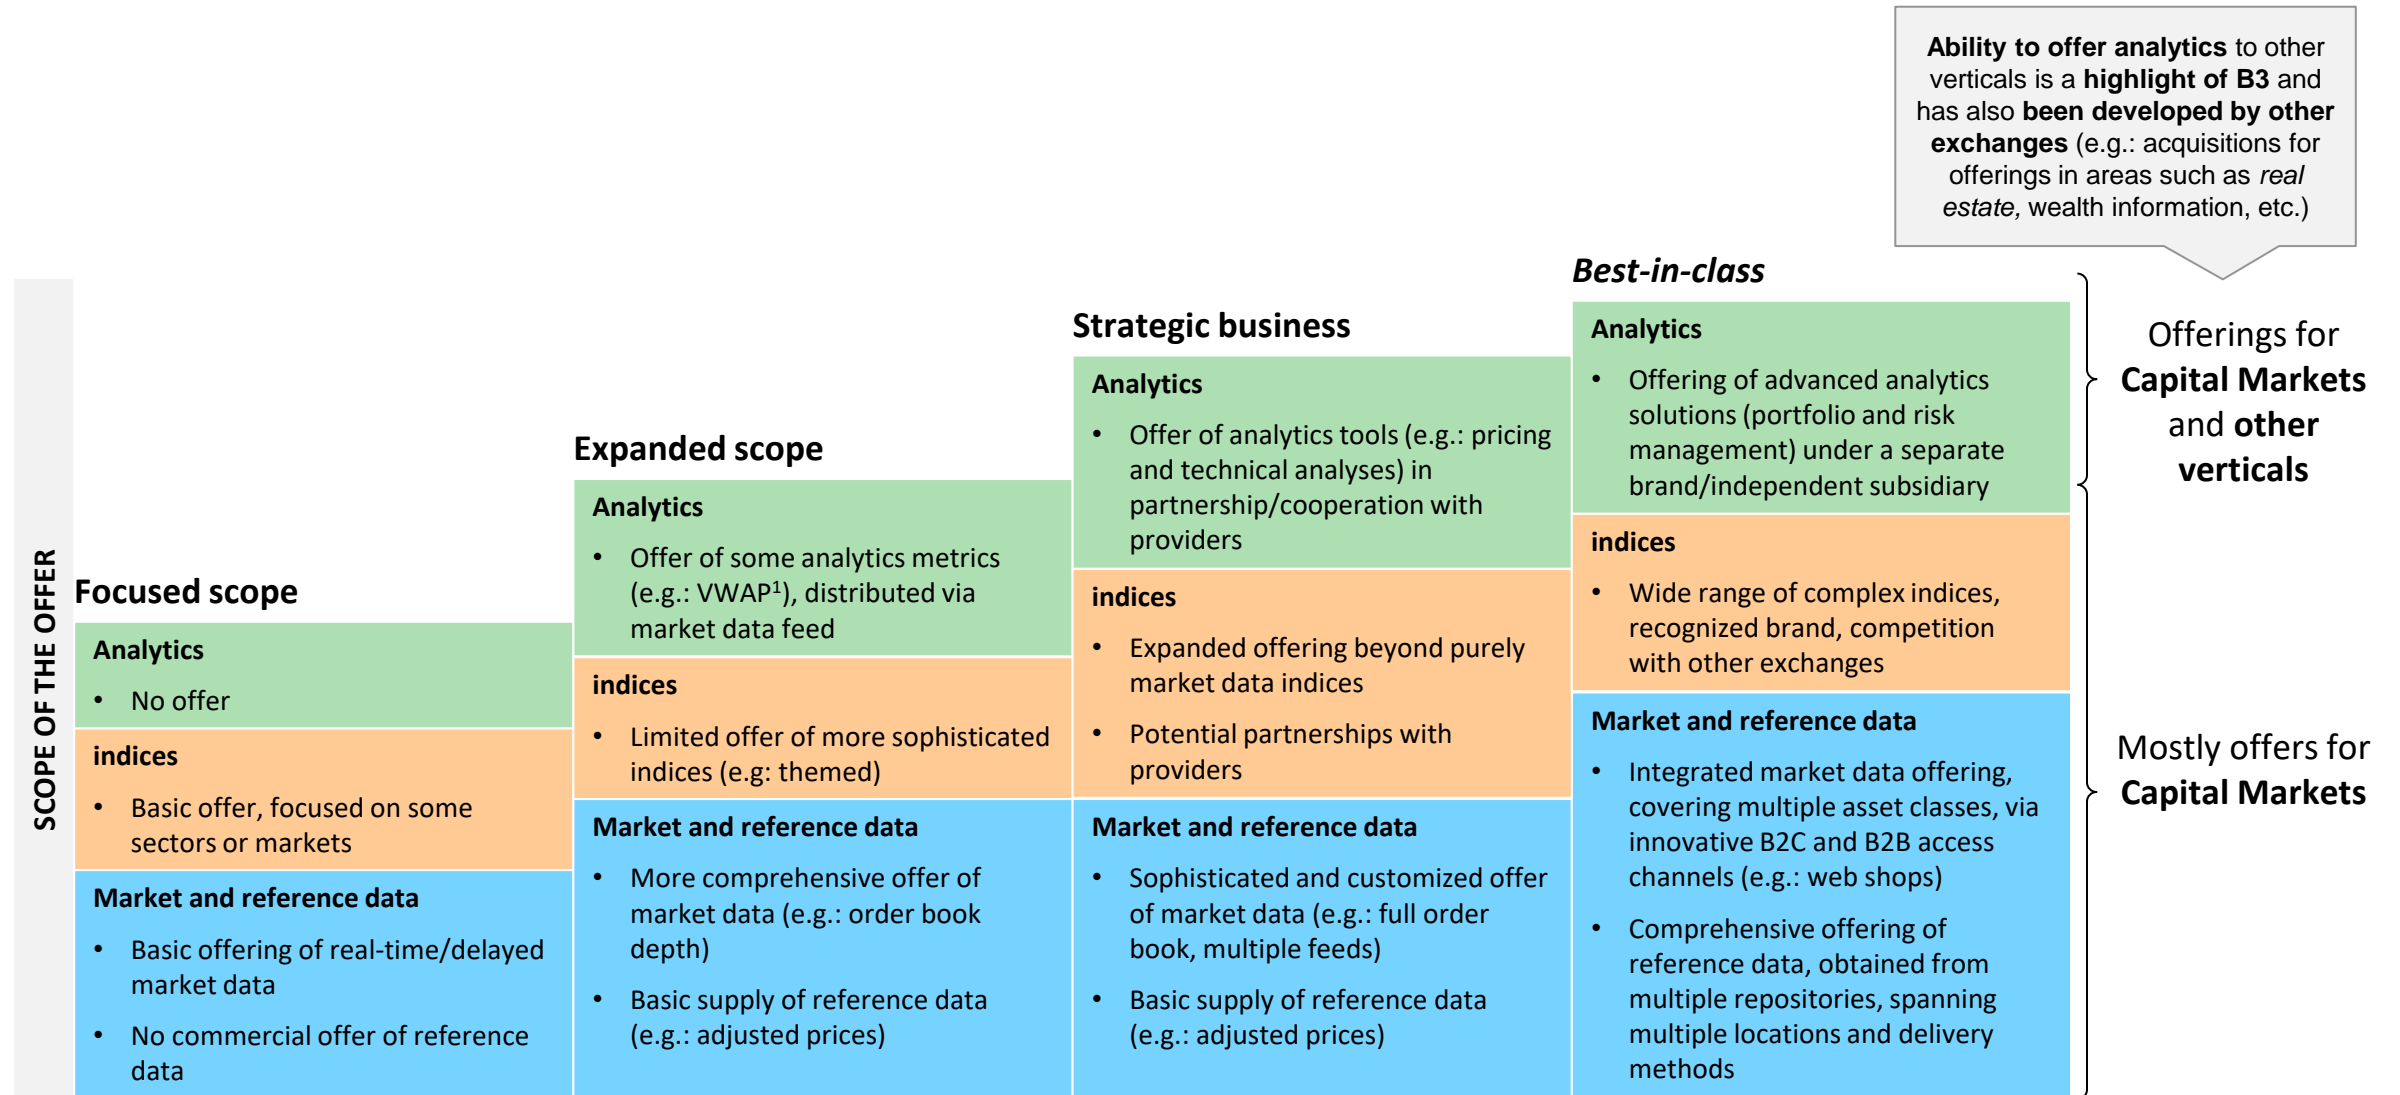 Ability to offer analytics to other
verticals is a highlight of B3 and
has also been developed by other
exchanges (e.g.: acquisitions for
offerings in areas such as real
estate, wealth information, etc.)
SCOPE OF THE OFFER
Focused scope
Analytics
• No offer
indices
• Basic offer, focused on some
sectors or markets
Market and reference data
• Basic offering of real-time/delayed
market data
• No commercial offer of reference
data
Expanded scope
Analytics
• Offer of some analytics metrics
(e.g.: VWAP¹), distributed via
market data feed
indices
• Limited offer of more sophisticated
indices (e.g: themed)
Market and reference data
• More comprehensive offer of
market data (e.g.: order book
depth)
• Basic supply of reference data
(e.g.: adjusted prices)
Strategic business
Analytics
• Offer of analytics tools (e.g.: pricing
and technical analyses) in
partnership/cooperation with
providers
indices
• Expanded offering beyond purely
market data indices
• Potential partnerships with
providers
Market and reference data
• Sophisticated and customized offer
of market data (e.g.: full order
book, multiple feeds)
• Basic supply of reference data
(e.g.: adjusted prices)
Best-in-class
Analytics
• Offering of advanced analytics
solutions (portfolio and risk
management) under a separate
brand/independent subsidiary
indices
• Wide range of complex indices,
recognized brand, competition
with other exchanges
Market and reference data
• Integrated market data offering,
covering multiple asset classes, via
innovative B2C and B2B access
channels (e.g.: web shops)
• Comprehensive offering of
reference data, obtained from
multiple repositories, spanning
multiple locations and delivery
methods
Offerings for
Capital Markets
and other
verticals
Mostly offers for
Capital Markets